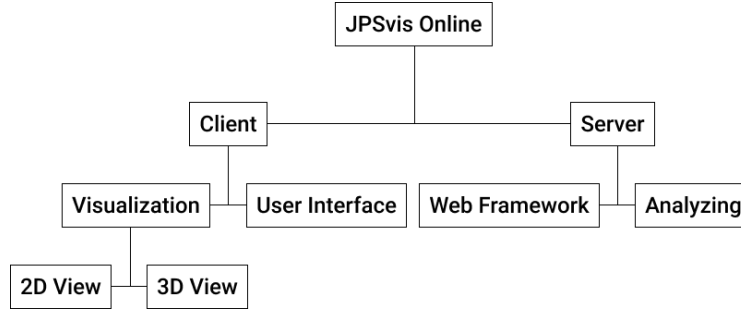 JPSvis Online
Client
Server
Visualization
User Interface
Web Framework
Analyzing
2D View
3D View